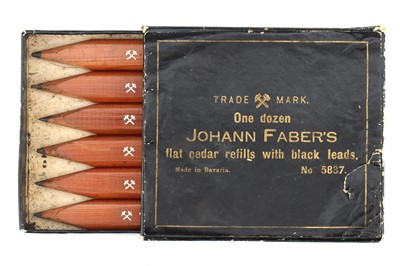 TRADE MARK.
One dozen
JOHANN FABER'S
flat cedar refills with black leads.
Made in Bavaria. No 5837.